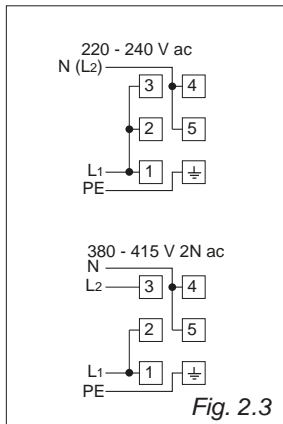 220 - 240 V ac
N (L2)
3 4
2 5
L1 1
PE
380 - 415 V 2N ac
N
L2 3 4
2 5
L1 1
PE
Fig. 2.3